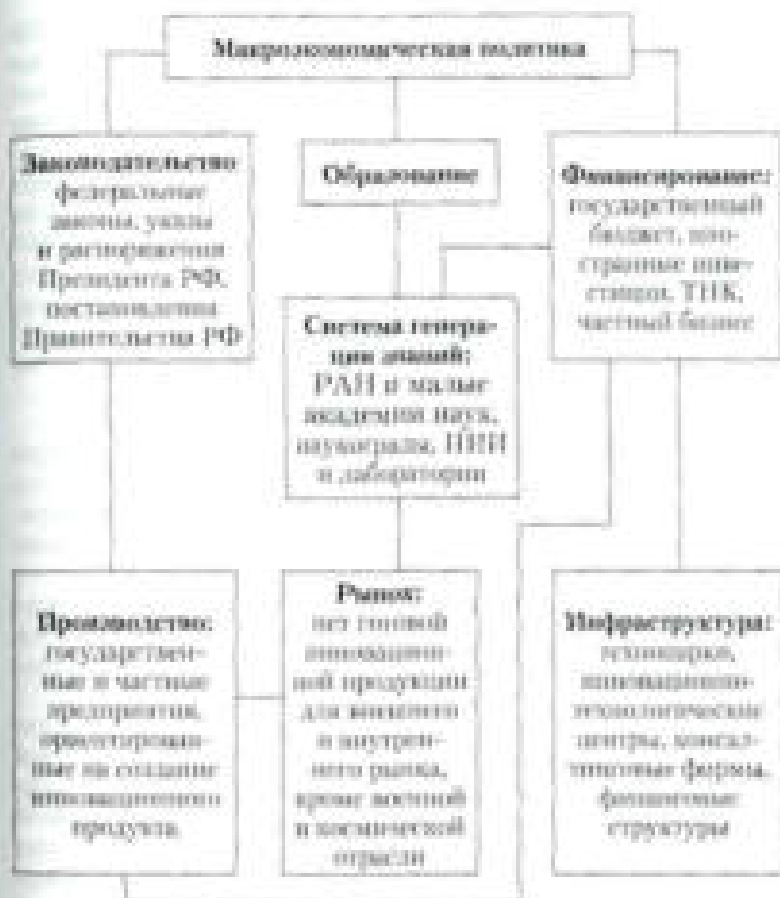 Макроэкономическая политика
Законодательство
федеральные
законы, указы
и распоряжения
Президента РФ,
постановления
Правительства РФ
Образование
Финансирование:
государственный
бюджет, ино-
странные инве-
стиции, ТНК,
частный бизнес
Система генера-
ции знаний:
РАН и малые
академии наук,
наукограды, НИИ
и лаборатории
Производство:
государствен-
ные и частные
предприятия,
ориентирован-
ные на создание
инновационного
продукта
Рынок:
нет готовой
инновацион-
ной продукции
для внешнего
и внутрен-
него рынка,
кроме военной
и космической
отрасли
Инфраструктура:
технопарки,
инновационно-
технологические
центры, консал-
тинговые фирмы,
финансовые
структуры